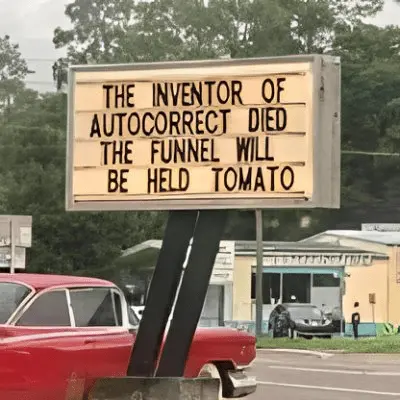 THE INVENTOR OF
AUTOCORRECT DIED
THE FUNNEL WILL
BE HELD TOMATO